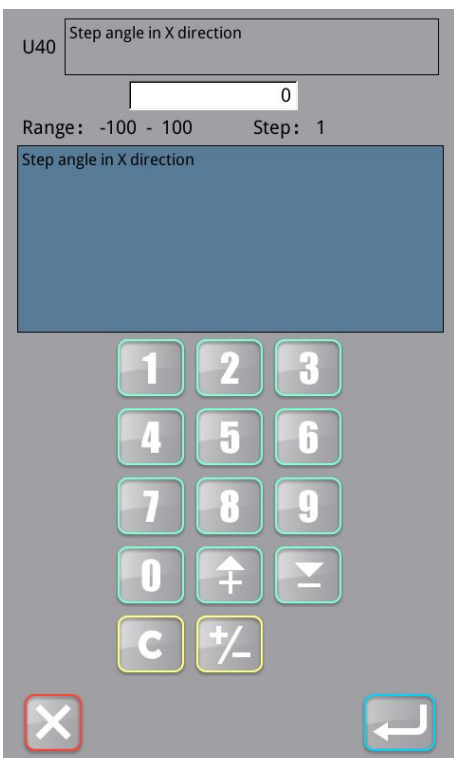 U40
Step angle in X direction
0
Range: -100 - 100 Step: 1
Step angle in X direction
1 2 3
4 5 6
7 8 9
0 + −
C +/−